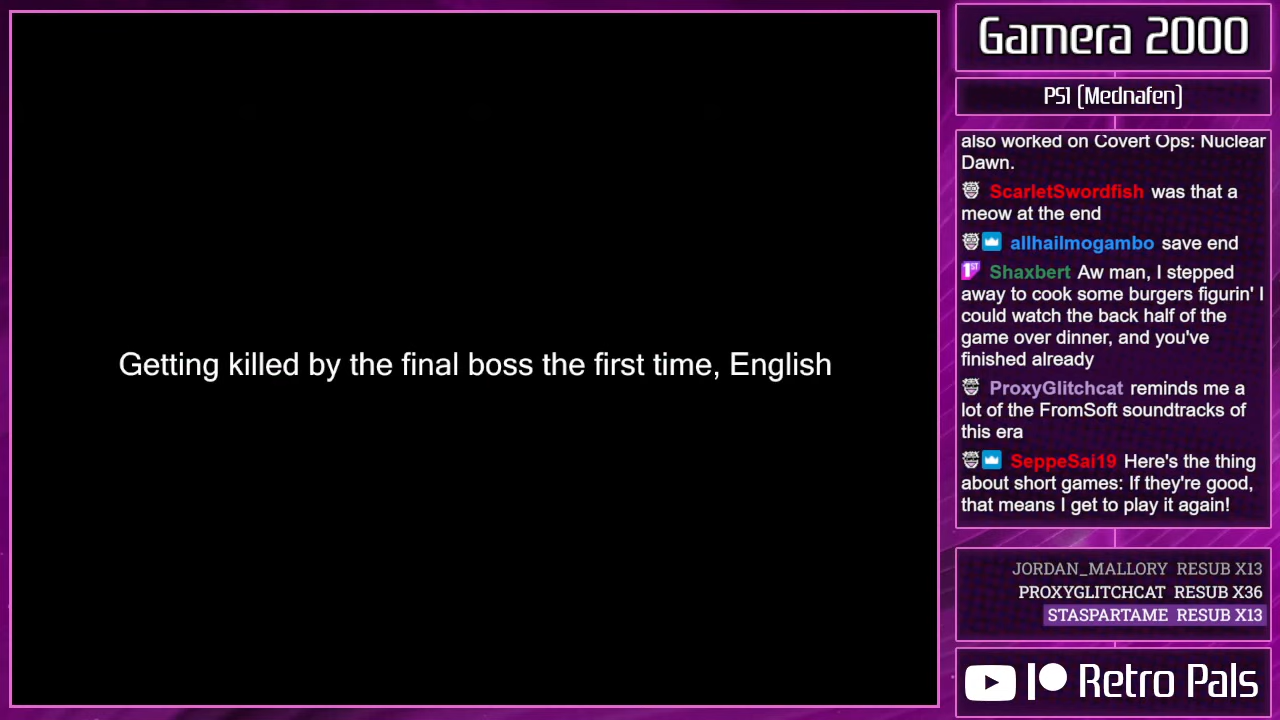 Getting killed by the final boss the first time, English
Gamera 2000
PS1 (Mednafen)
also worked on Covert Ops: Nuclear
Dawn.
ScarletSwordfish was that a
meow at the end
allhailmogambo save end
1ST Shaxbert Aw man, I stepped
away to cook some burgers figurin' I
could watch the back half of the
game over dinner, and you've
finished already
ProxyGlitchcat reminds me a
lot of the FromSoft soundtracks of
this era
SeppeSai19 Here's the thing
about short games: If they're good,
that means I get to play it again!
JORDAN_MALLORY RESUB X13
PROXYGLITCHCAT RESUB X36
STASPARTAME RESUB X13
Retro Pals